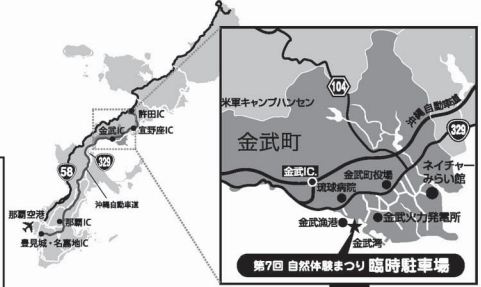 許田IC
金武IC
宜野座IC
58
329
沖縄自動車道
那覇空港
那覇IC
豊見城・名嘉地IC
104
米軍キャンプハンセン
沖縄自動車道
329
金武町
金武IC.
金武町役場
ネイチャー
みらい館
琉球病院
金武漁港
金武火力発電所
金武湾
第7回 自然体験まつり 臨時駐車場